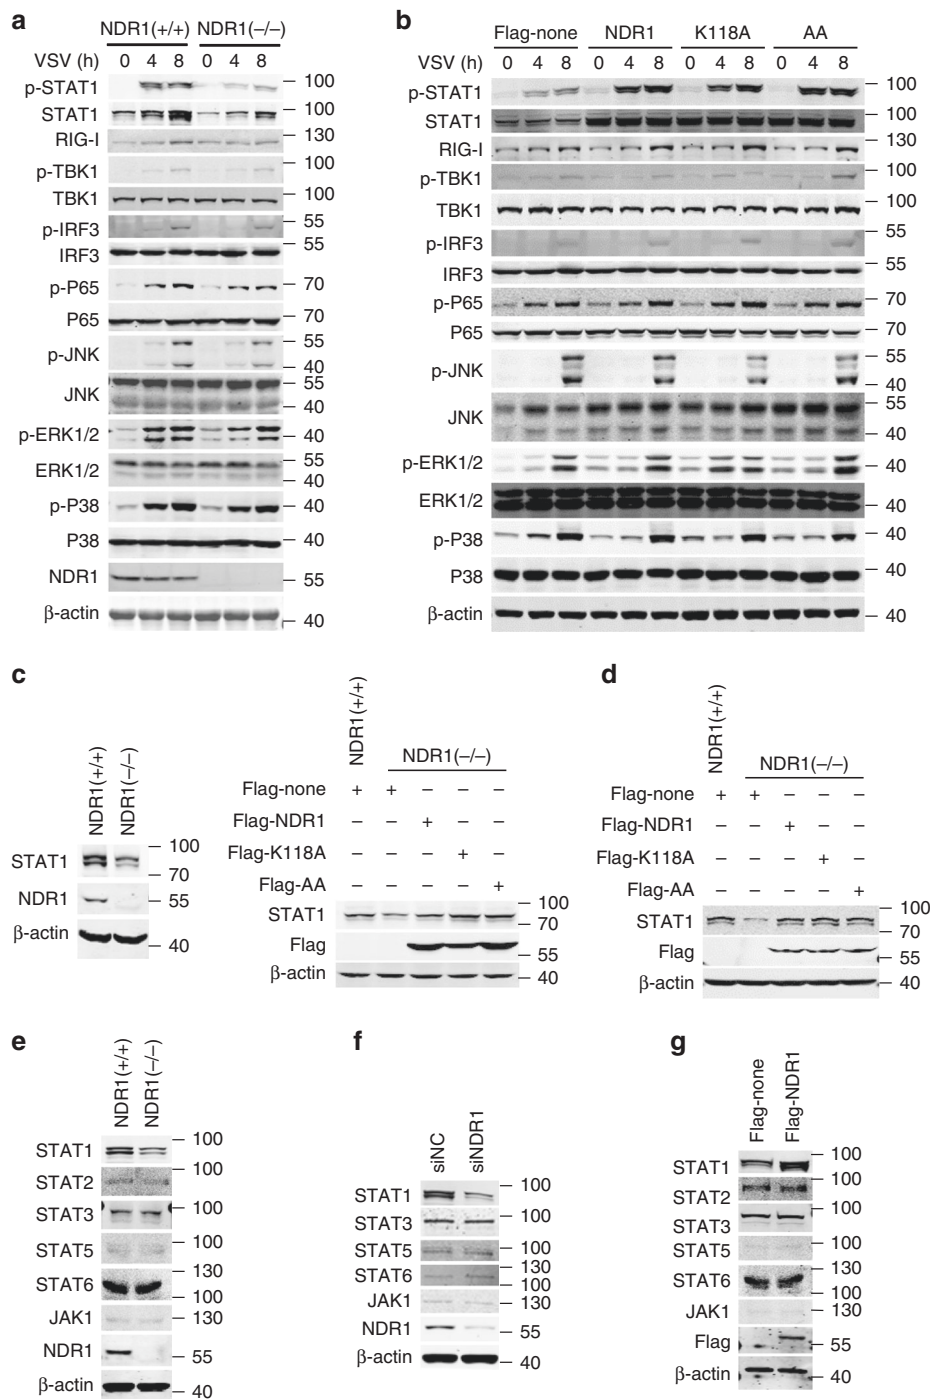 a
NDR1(+/+) NDR1(–/–)
VSV (h) 0 4 8 0 4 8
p-STAT1 100
STAT1 100
RIG-I 130
p-TBK1 100
TBK1 100
p-IRF3 55
IRF3 55
p-P65 70
P65 70
p-JNK 55
40
JNK 55
40
p-ERK1/2 40
ERK1/2 55
40
p-P38 40
P38 40
NDR1 55
β-actin 40
b
Flag-none NDR1 K118A AA
VSV (h) 0 4 8 0 4 8 0 4 8 0 4 8
p-STAT1 100
STAT1 100
RIG-I 130
p-TBK1 100
TBK1 100
p-IRF3 55
IRF3 55
p-P65 70
P65 70
p-JNK 55
40
JNK 55
40
p-ERK1/2 40
ERK1/2 40
p-P38 40
P38 40
β-actin 40
c
NDR1(+/+) NDR1(–/–)
STAT1 100
70
NDR1 55
β-actin 40
NDR1(+/+)
NDR1(–/–)
Flag-none + + – – –
Flag-NDR1 – – + – –
Flag-K118A – – – + –
Flag-AA – – – – +
STAT1 100
70
Flag 55
β-actin 40
d
NDR1(+/+)
NDR1(–/–)
Flag-none + + – – –
Flag-NDR1 – – + – –
Flag-K118A – – – + –
Flag-AA – – – – +
STAT1 100
70
Flag 55
β-actin 40
e
NDR1(+/+) NDR1(–/–)
STAT1 100
STAT2 100
STAT3 100
STAT5 100
STAT6 130
100
JAK1 130
NDR1 55
β-actin 40
f
siNC siNDR1
STAT1 100
STAT3 100
STAT5 100
STAT6 130
100
JAK1 130
NDR1 55
β-actin 40
g
Flag-none Flag-NDR1
STAT1 100
STAT2 100
STAT3 100
STAT5 100
STAT6 130
100
JAK1 130
Flag 55
β-actin 40